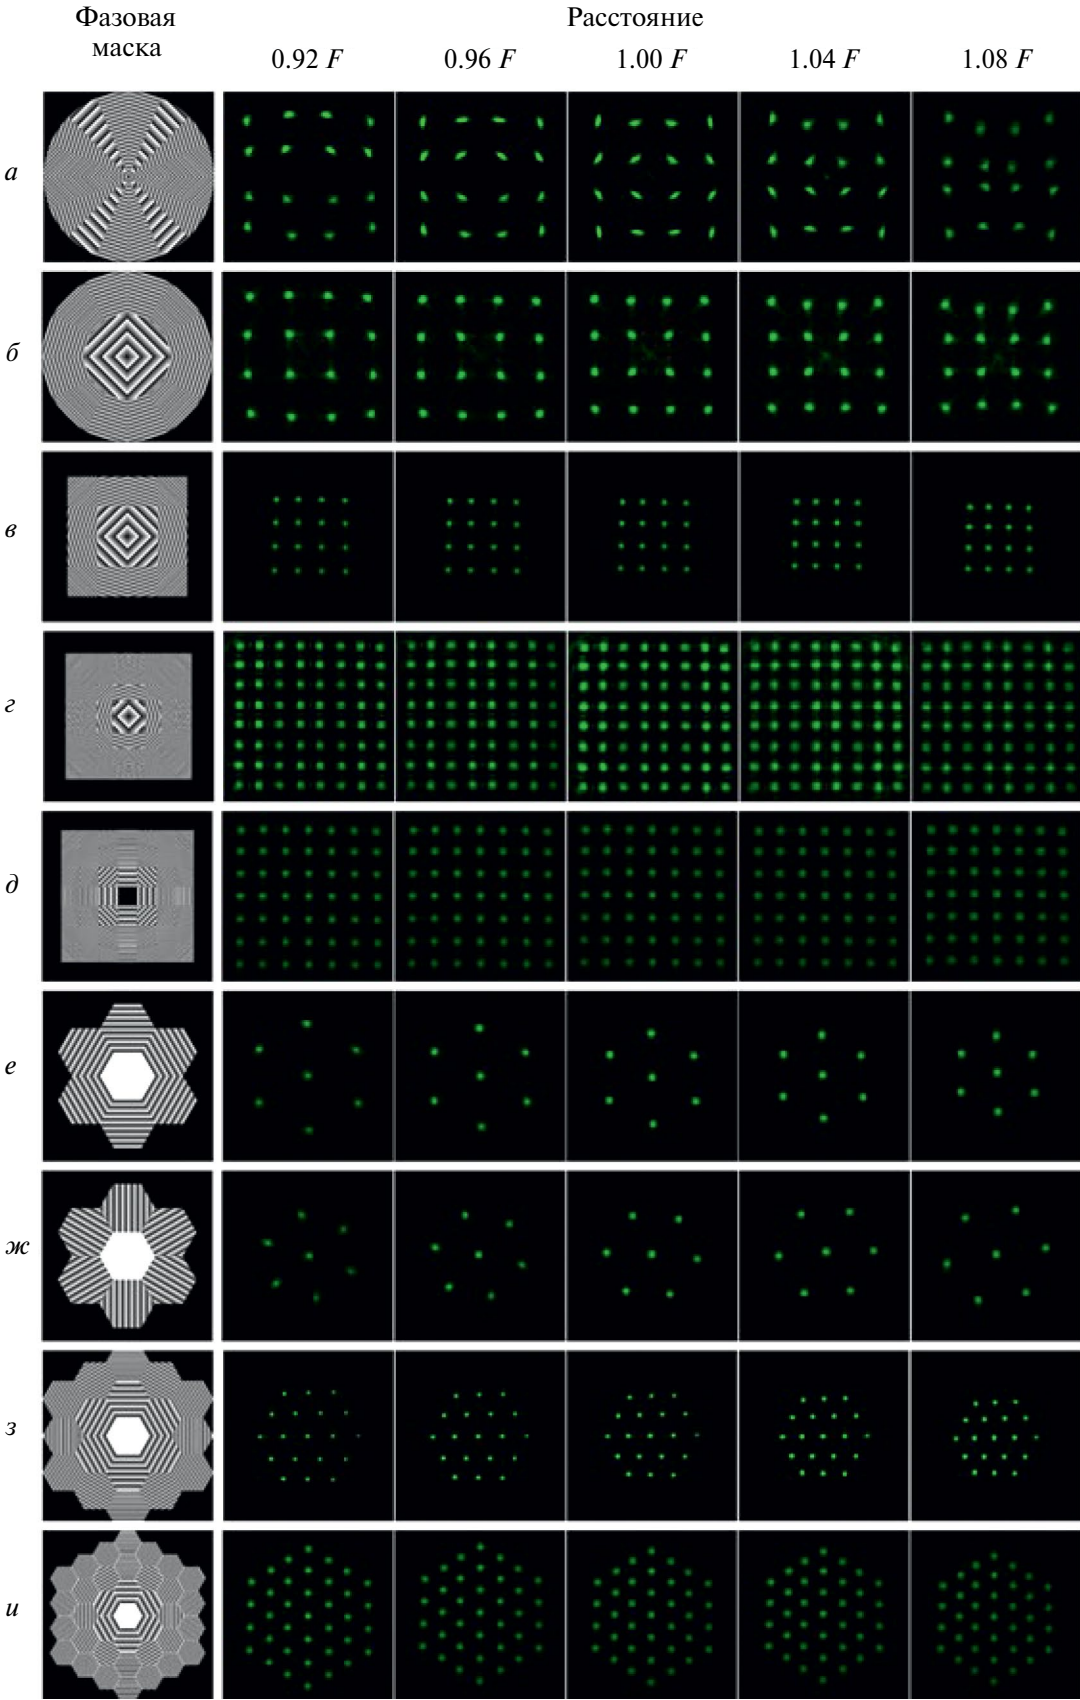 Фазовая
маска
Расстояние
0.92 F
0.96 F
1.00 F
1.04 F
1.08 F
а
б
в
г
д
е
ж
з
и